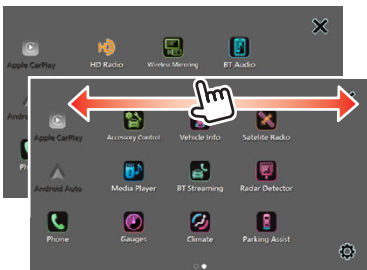 Apple CarPlay HD Radio Wireless Mirroring BT Audio
Apple CarPlay Accessory Control Vehicle Info Satelite Radio
Android Auto Media Player BT Streaming Radar Detector
Phone Gauges Climate Parking Assist